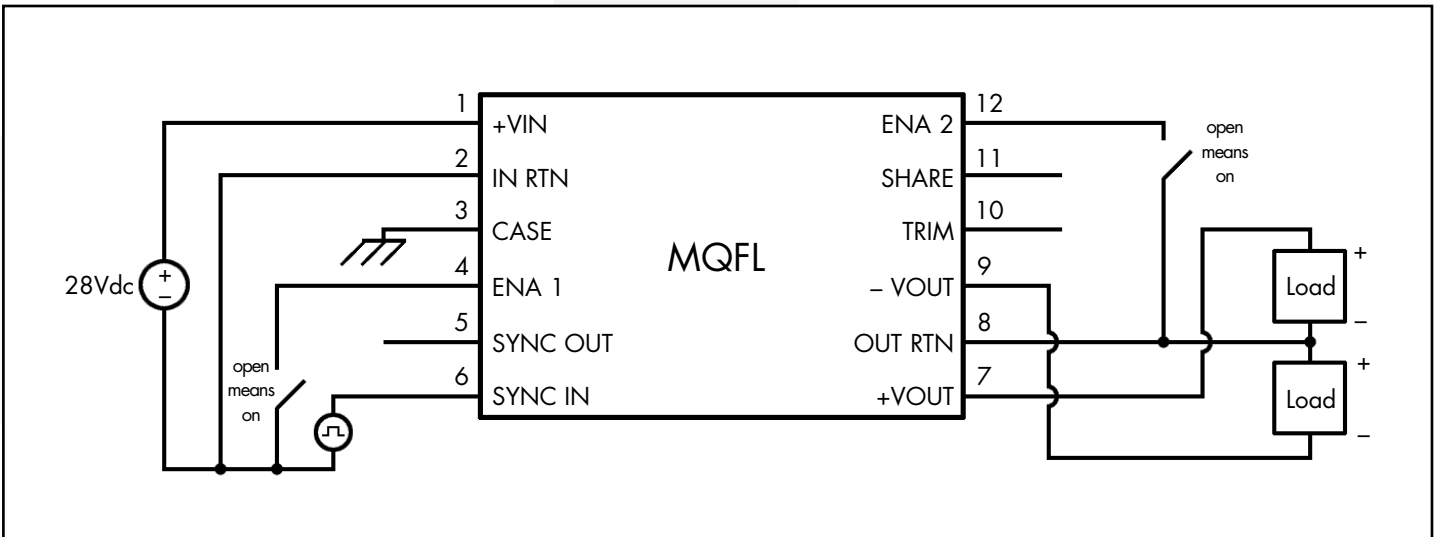 1
+VIN
2
IN RTN
3
CASE
4
ENA 1
5
SYNC OUT
6
SYNC IN
28Vdc
+
–
open
means
on
MQFL
12
ENA 2
11
SHARE
10
TRIM
9
– VOUT
8
OUT RTN
7
+VOUT
open
means
on
Load
+
–
Load
+
–